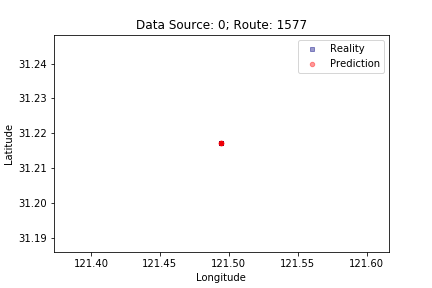 Data Source: 0; Route: 1577
Reality
Prediction
31.24
31.23
31.22
31.21
31.20
31.19
Latitude
121.40
121.45
121.50
121.55
121.60
Longitude